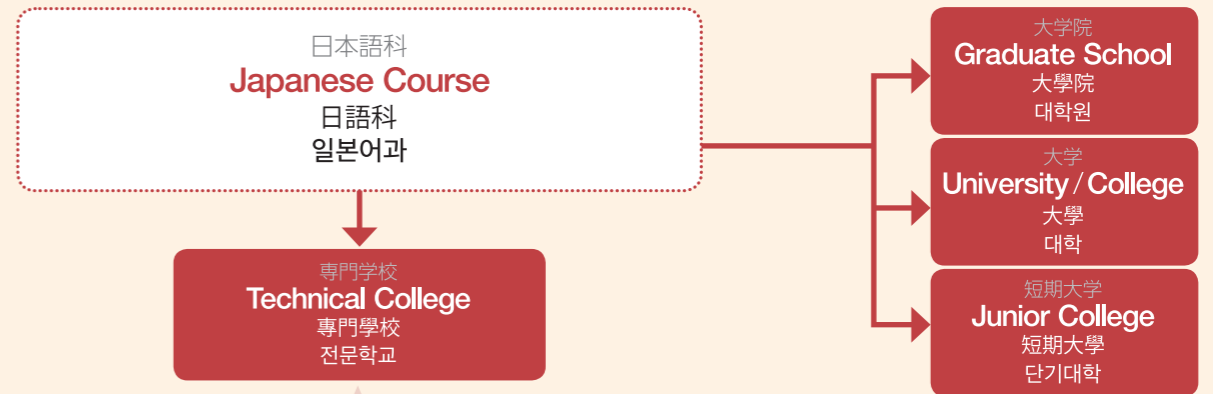 日本語科
Japanese Course
日語科
일본어과
専門学校
Technical College
專門學校
전문학교
大学院
Graduate School
大學院
대학원
大学
University / College
大學
대학
短期大学
Junior College
短期大學
단기대학